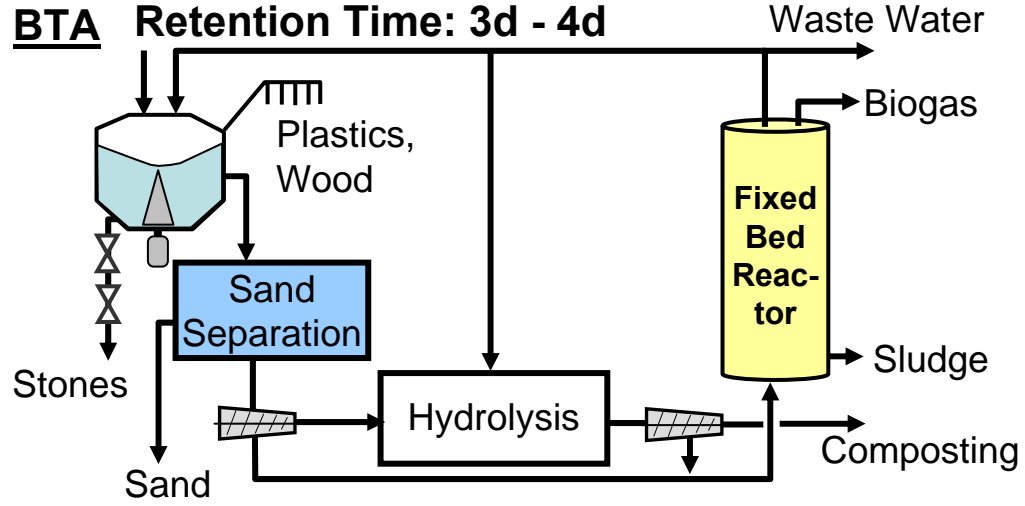 BTA Retention Time: 3d - 4d
Waste Water
Biogas
Plastics,
Wood
Fixed
Bed
Reac-
tor
Sand
Separation
Stones
Sludge
Hydrolysis
Composting
Sand